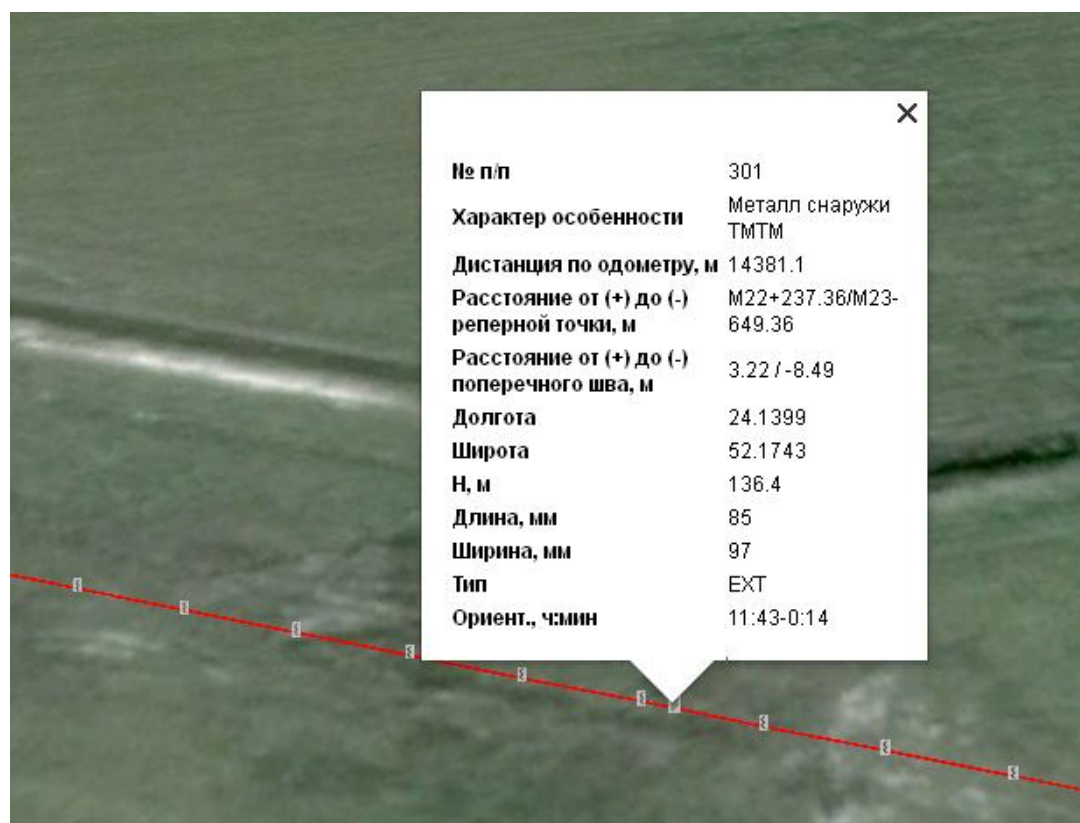 № п/п 301
Характер особенности Металл снаружи
ТМТМ
Дистанция по одометру, м 14381.1
Расстояние от (+) до (-) М22+237.36/М23-
реперной точки, м 649.36
Расстояние от (+) до (-)
поперечного шва, м 3.22 / -8.49
Долгота 24.1399
Широта 52.1743
Н, м 136.4
Длина, мм 85
Ширина, мм 97
Тип EXT
Ориент., ч:мин 11:43-0:14